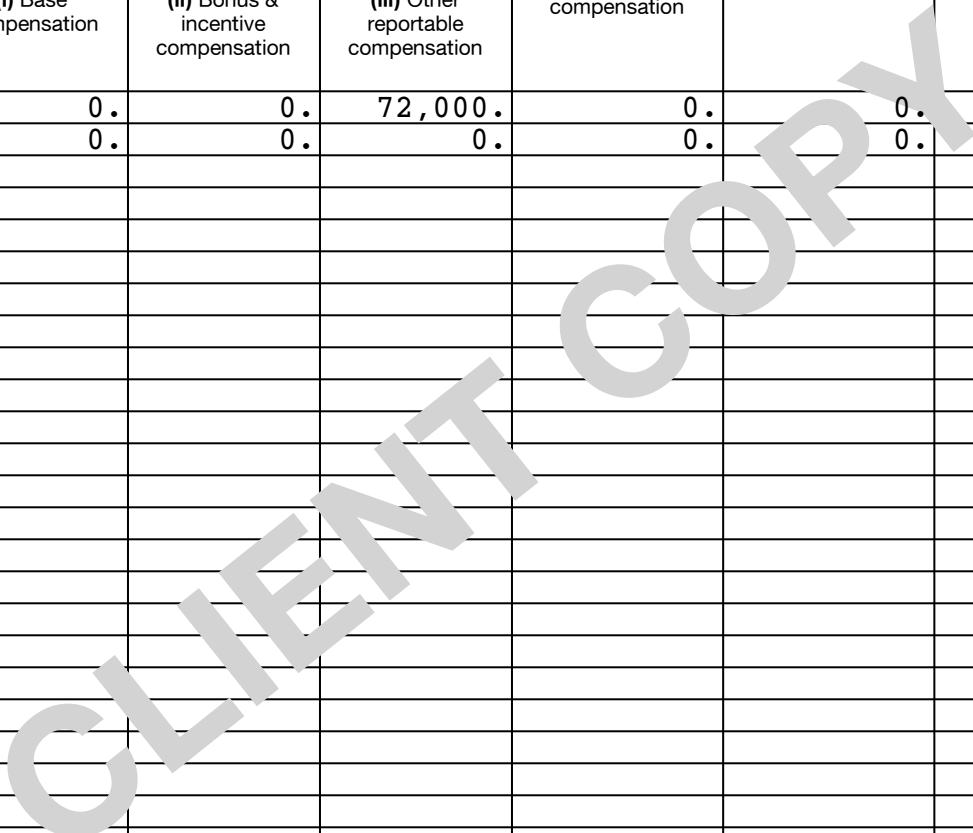 (i) Base
mpensation
(ii) Bonus &
incentive
compensation
(iii) Other
reportable
compensation
compensation
0. 0. 72,000. 0. 0.
0. 0. 0. 0. 0.
CLIENT COPY